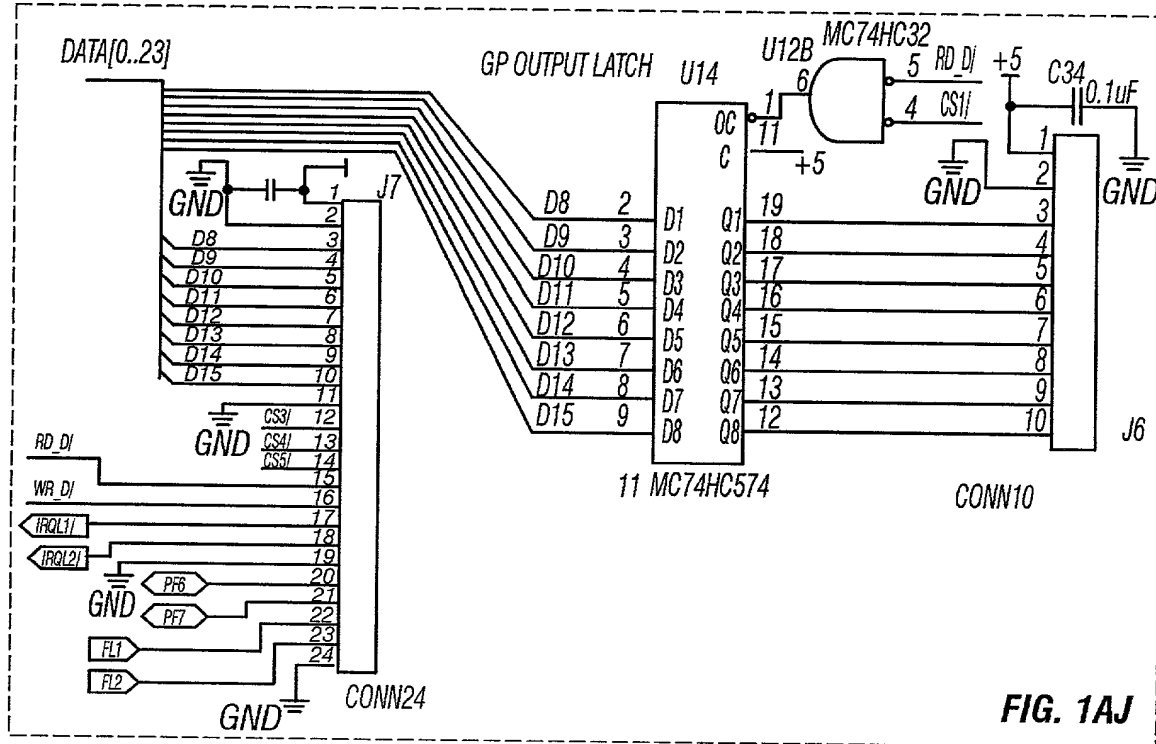 DATA[0..23]
GP OUTPUT LATCH
U14
U12B
MC74HC32
6
5 RD_D/
4 CS1/
+5
C34
0.1uF
GND
GND
1
OC
11
C
+5
1
2
3
4
5
6
7
8
9
10
J6
CONN10
D8 2 D1 Q1 19
D9 3 D2 Q2 18
D10 4 D3 Q3 17
D11 5 D4 Q4 16
D12 6 D5 Q5 15
D13 7 D6 Q6 14
D14 8 D7 Q7 13
D15 9 D8 Q8 12
11 MC74HC574
GND
J7
1
2
D8 3
D9 4
D10 5
D11 6
D12 7
D13 8
D14 9
D15 10
11
GND
CS3/ 12
CS4/ 13
CS5/ 14
RD_D/ 15
WR_D/ 16
IRQL1/ 17
IRQL2/ 18
19
GND
PF6 20
PF7 21
FL1 22
FL2 23
24
GND
CONN24
FIG. 1AJ